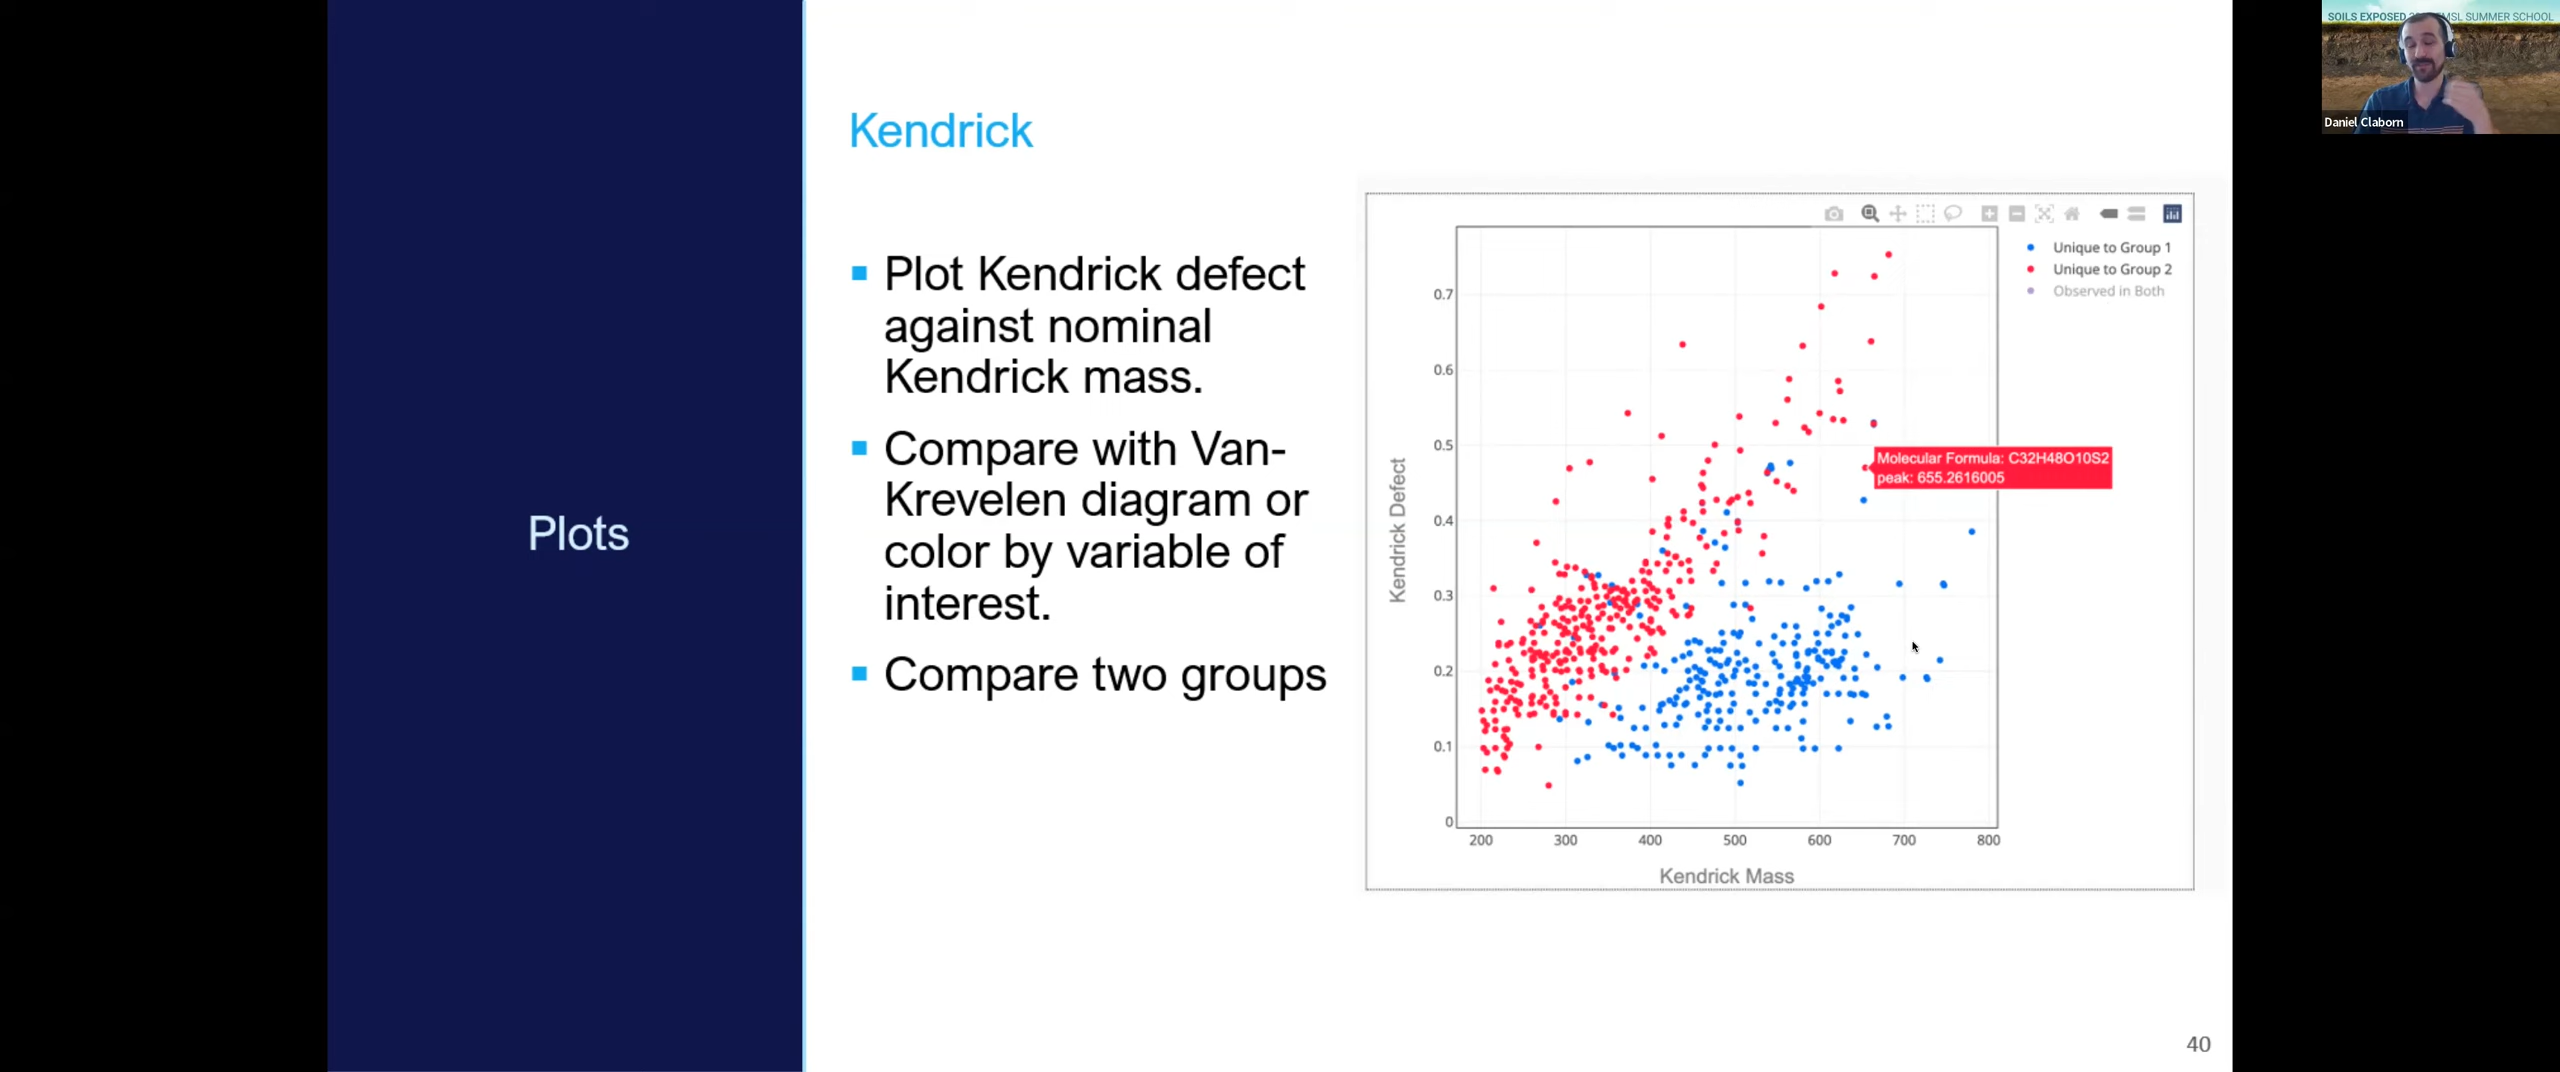 Plots
Kendrick
Plot Kendrick defect
against nominal
Kendrick mass.
Compare with Van-
Krevelen diagram or
color by variable of
interest.
Compare two groups
Unique to Group 1
Unique to Group 2
Observed in Both
Kendrick Defect
0.7
0.6
0.5
0.4
0.3
0.2
0.1
0
Molecular Formula: C32H48O10S2
peak: 655.2616005
200 300 400 500 600 700 800
Kendrick Mass
40
SOILS EXPOSED
SUMMER SCHOOL
Daniel Claborn